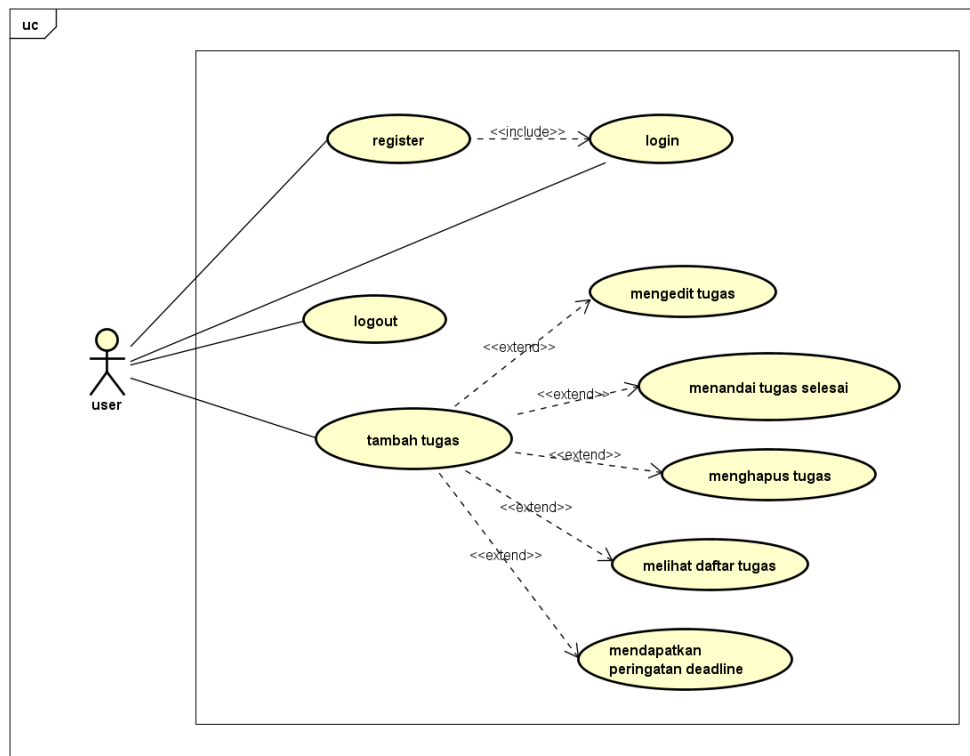 uc
register
<<include>>
login
mengedit tugas
logout
<<extend>>
menandai tugas selesai
<<extend>>
user
tambah tugas
<<extend>>
menghapus tugas
<<extend>>
melihat daftar tugas
<<extend>>
mendapatkan
peringatan deadline